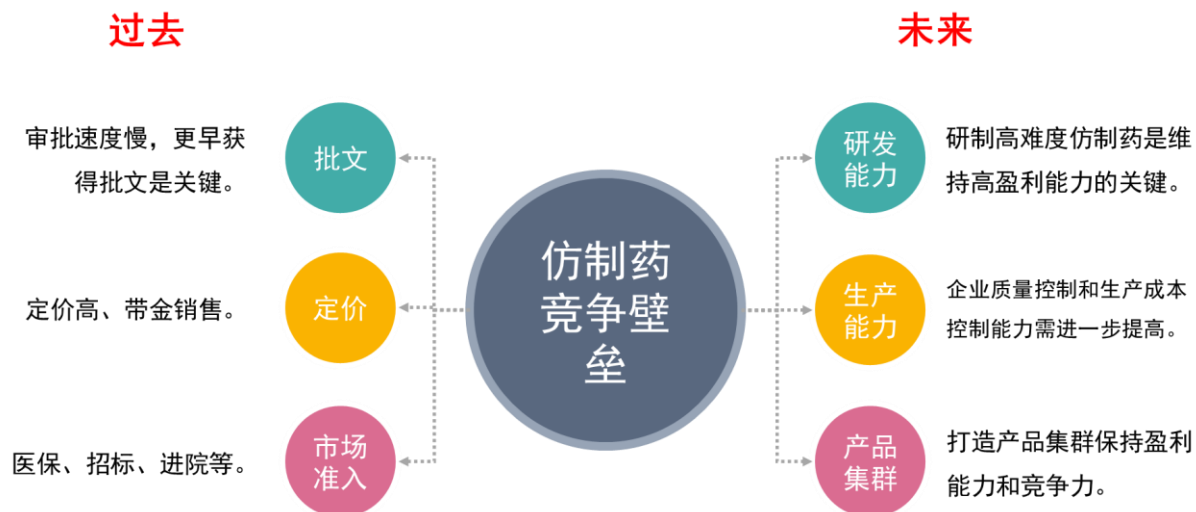 过去
未来
审批速度慢，更早获
得批文是关键。
批文
定价高、带金销售。
定价
医保、招标、进院等。
市场
准入
仿制药
竞争壁
垒
研发
能力
研制高难度仿制药是维
持高盈利能力的关键。
生产
能力
企业质量控制和生产成本
控制能力需进一步提高。
产品
集群
打造产品集群保持盈利
能力和竞争力。